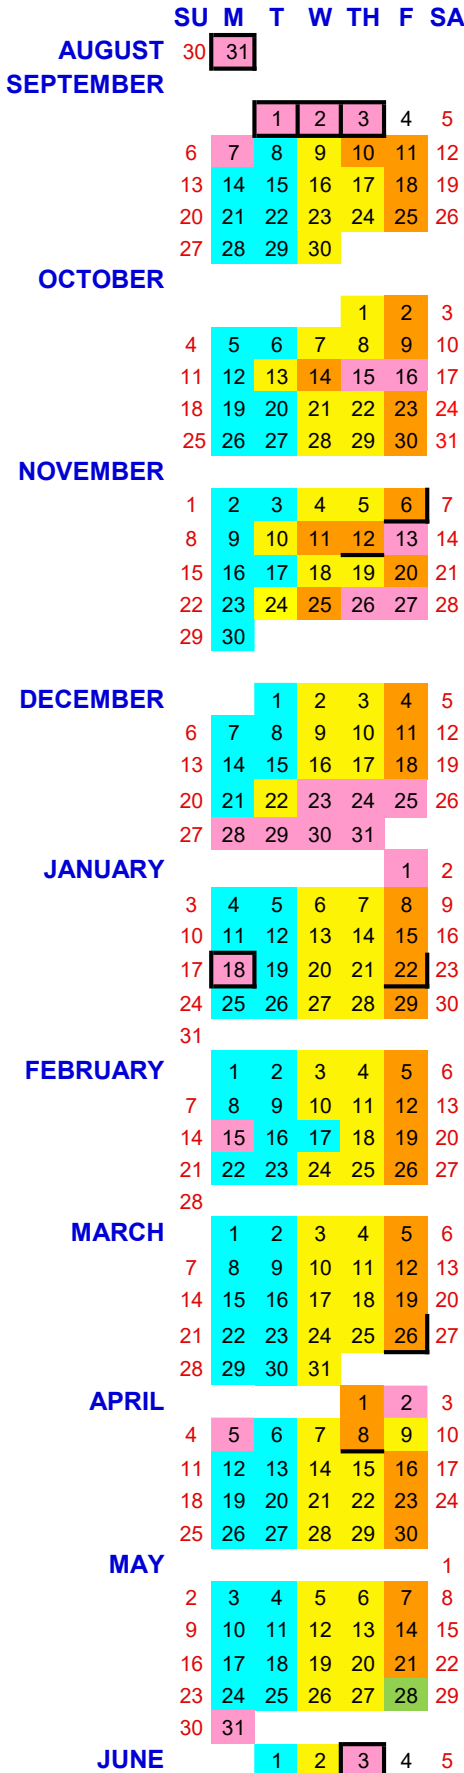 SU M T W TH F SA
AUGUST 30 31
SEPTEMBER
1 2 3 4 5
6 7 8 9 10 11 12
13 14 15 16 17 18 19
20 21 22 23 24 25 26
27 28 29 30
OCTOBER
1 2 3
4 5 6 7 8 9 10
11 12 13 14 15 16 17
18 19 20 21 22 23 24
25 26 27 28 29 30 31
NOVEMBER
1 2 3 4 5 6 7
8 9 10 11 12 13 14
15 16 17 18 19 20 21
22 23 24 25 26 27 28
29 30
DECEMBER 1 2 3 4 5
6 7 8 9 10 11 12
13 14 15 16 17 18 19
20 21 22 23 24 25 26
27 28 29 30 31
JANUARY 1 2
3 4 5 6 7 8 9
10 11 12 13 14 15 16
17 18 19 20 21 22 23
24 25 26 27 28 29 30
31
FEBRUARY 1 2 3 4 5 6
7 8 9 10 11 12 13
14 15 16 17 18 19 20
21 22 23 24 25 26 27
28
MARCH 1 2 3 4 5 6
7 8 9 10 11 12 13
14 15 16 17 18 19 20
21 22 23 24 25 26 27
28 29 30 31
APRIL 1 2 3
4 5 6 7 8 9 10
11 12 13 14 15 16 17
18 19 20 21 22 23 24
25 26 27 28 29 30
MAY 1
2 3 4 5 6 7 8
9 10 11 12 13 14 15
16 17 18 19 20 21 22
23 24 25 26 27 28 29
30 31
JUNE 1 2 3 4 5